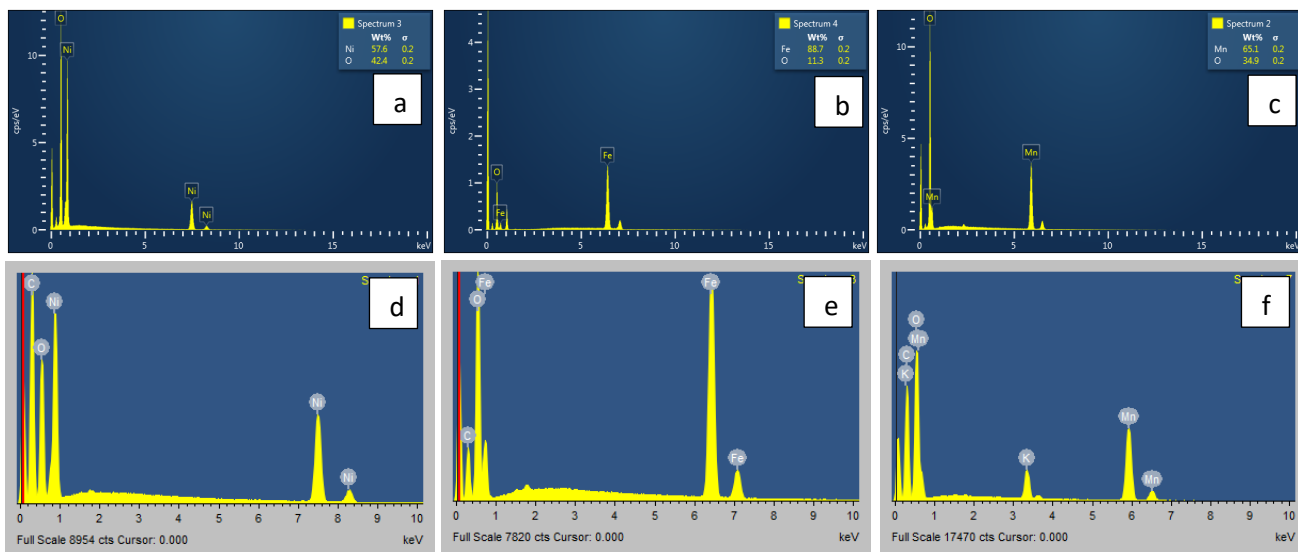 Spectrum 3
Wt% σ
Ni 57.6 0.2
O 42.4 0.2
a
O
Ni
Ni
Ni
cps/eV
10
5
0
0 5 10 15 keV
Spectrum 4
Wt% σ
Fe 88.7 0.2
O 11.3 0.2
b
O
Fe
Fe
cps/eV
4
2
0
0 5 10 15 keV
Spectrum 2
Wt% σ
Mn 65.1 0.2
O 34.9 0.2
c
O
Mn
Mn
cps/eV
10
5
0
0 5 10 15 keV
d
C
Ni
O
Ni
Ni
0 1 2 3 4 5 6 7 8 9 10
Full Scale 8954 cts Cursor: 0.000 keV
e
Fe
O
C
Fe
Fe
0 1 2 3 4 5 6 7 8 9 10
Full Scale 7820 cts Cursor: 0.000 keV
f
O
Mn
C
K
K
Mn
Mn
0 1 2 3 4 5 6 7 8 9 10
Full Scale 17470 cts Cursor: 0.000 keV